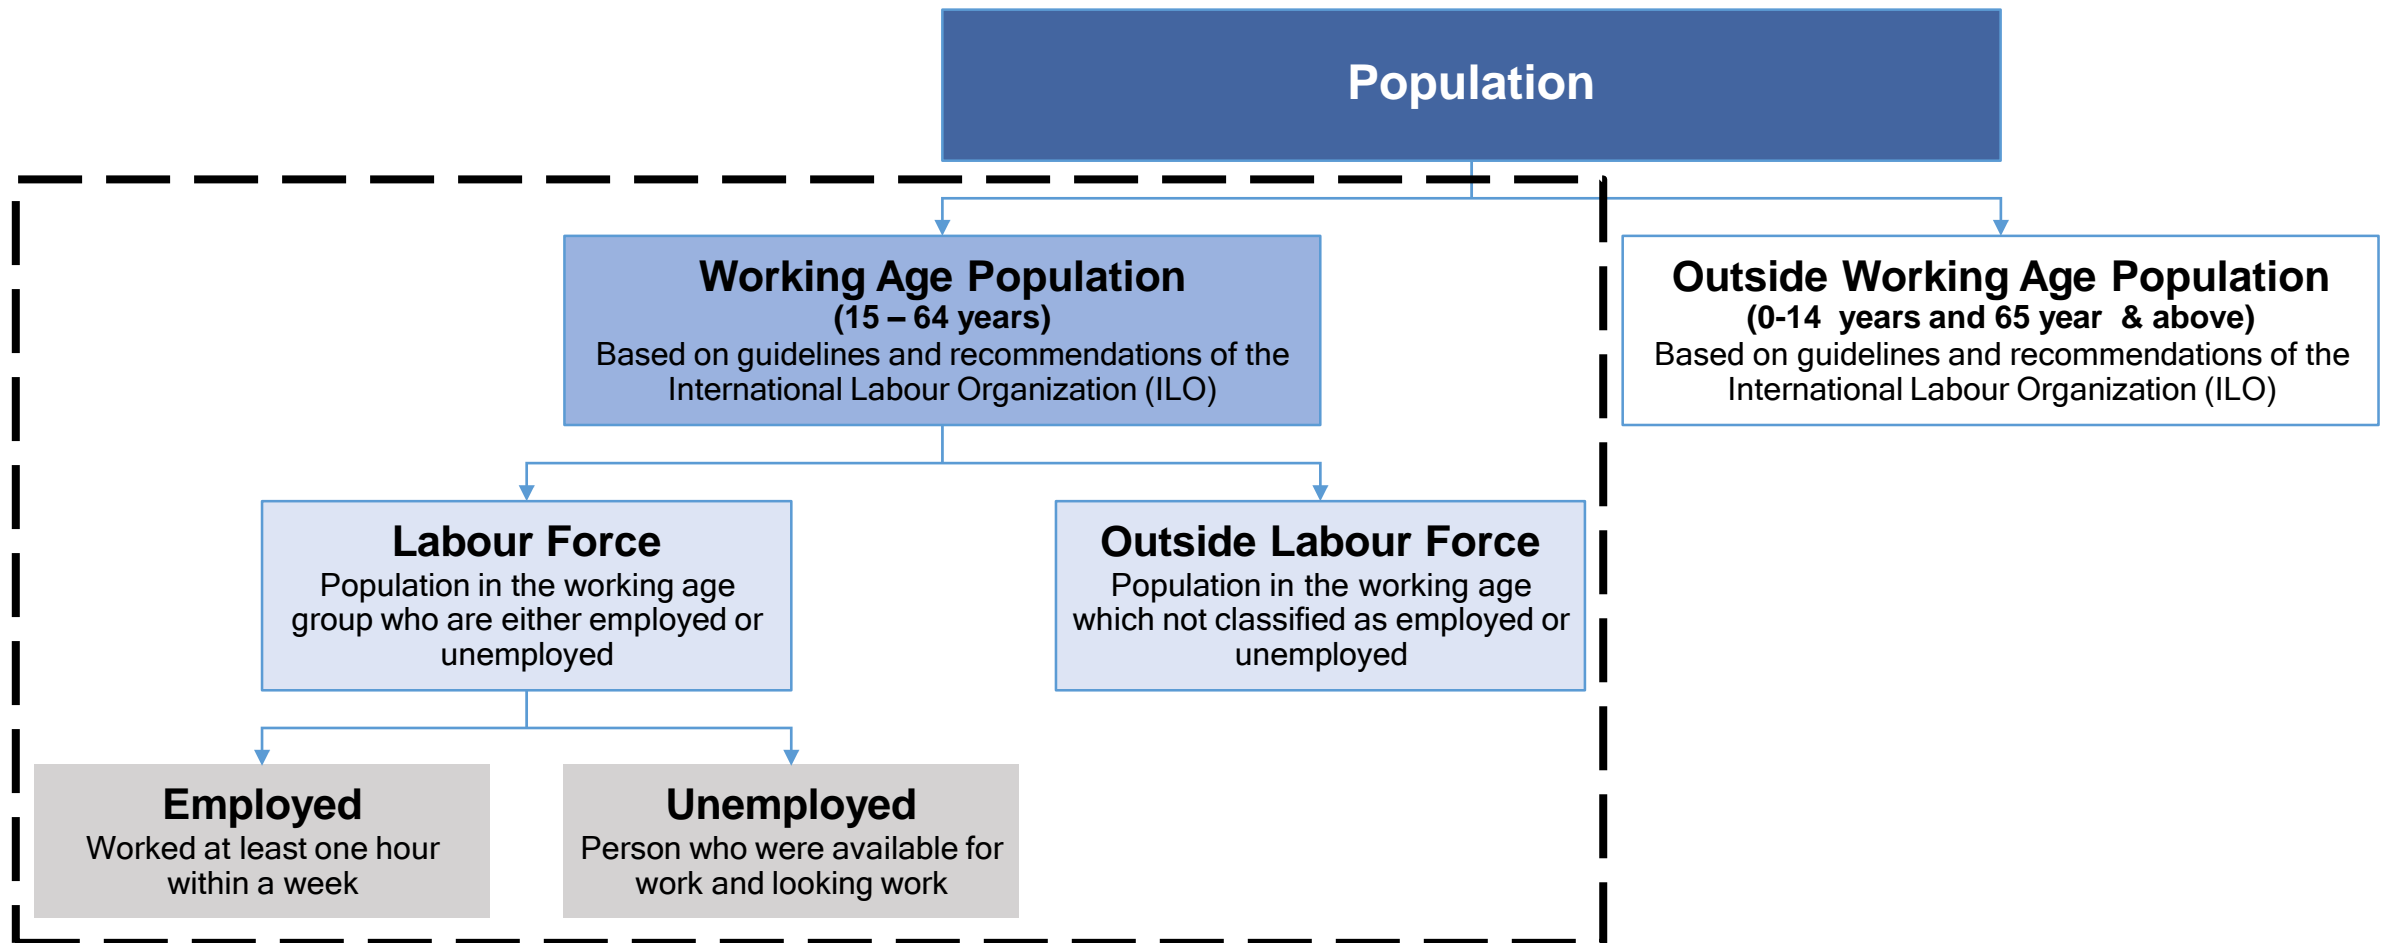 Population
Working Age Population
(15 – 64 years)
Based on guidelines and recommendations of the
International Labour Organization (ILO)
Outside Working Age Population
(0-14 years and 65 year & above)
Based on guidelines and recommendations of the
International Labour Organization (ILO)
Labour Force
Population in the working age
group who are either employed or
unemployed
Outside Labour Force
Population in the working age
which not classified as employed or
unemployed
Employed
Worked at least one hour
within a week
Unemployed
Person who were available for
work and looking work